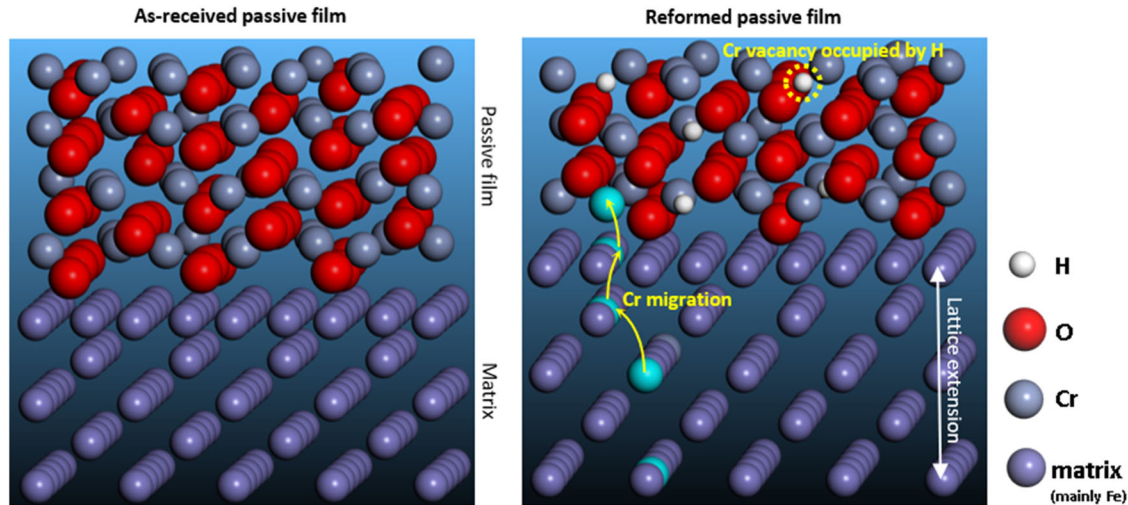 As-received passive film
Reformed passive film
Passive film
Matrix
Cr vacancy occupied by H
Cr migration
Lattice extension
H
O
Cr
matrix
(mainly Fe)